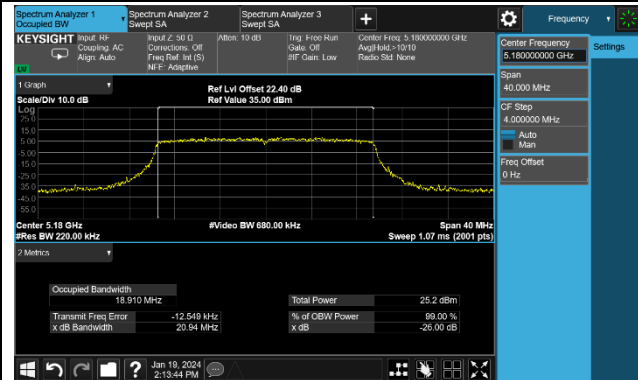 Spectrum Analyzer 1
Occupied BW
Spectrum Analyzer 2
Swept SA
Spectrum Analyzer 3
Swept SA
Frequency
KEYSIGHT
Input: RF
Coupling: AC
Align: Auto
Input Z: 50 Ω
Corrections: Off
Freq Ref: Int (S)
NFE: Adaptive
Atten: 10 dB
Trig: Free Run
Gate: Off
#IF Gain: Low
Center Freq: 5.180000000 GHz
Avg|Hold:>10/10
Radio Std: None
Center Frequency
5.180000000 GHz
Settings
Span
40.000 MHz
CF Step
4.000000 MHz
Auto
Man
Freq Offset
0 Hz
1 Graph
Ref Lvl Offset 22.40 dB
Scale/Div 10.0 dB
Ref Value 35.00 dBm
Log
25.0
15.0
5.00
-5.00
-15.0
-25.0
-35.0
-45.0
-55.0
Center 5.18 GHz
#Video BW 680.00 kHz
Span 40 MHz
#Res BW 220.00 kHz
Sweep 1.07 ms (2001 pts)
2 Metrics
Occupied Bandwidth
18.910 MHz
Total Power
25.2 dBm
Transmit Freq Error
-12.549 kHz
% of OBW Power
99.00 %
x dB Bandwidth
20.94 MHz
x dB
-26.00 dB
?
Jan 19, 2024
2:13:44 PM